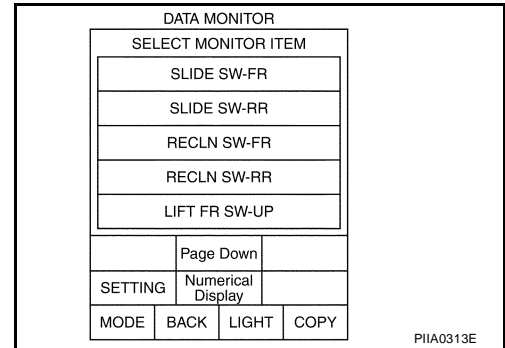 DATA MONITOR
SELECT MONITOR ITEM
SLIDE SW-FR
SLIDE SW-RR
RECLN SW-FR
RECLN SW-RR
LIFT FR SW-UP
Page Down
SETTING
Numerical
Display
MODE BACK LIGHT COPY
PIIA0313E